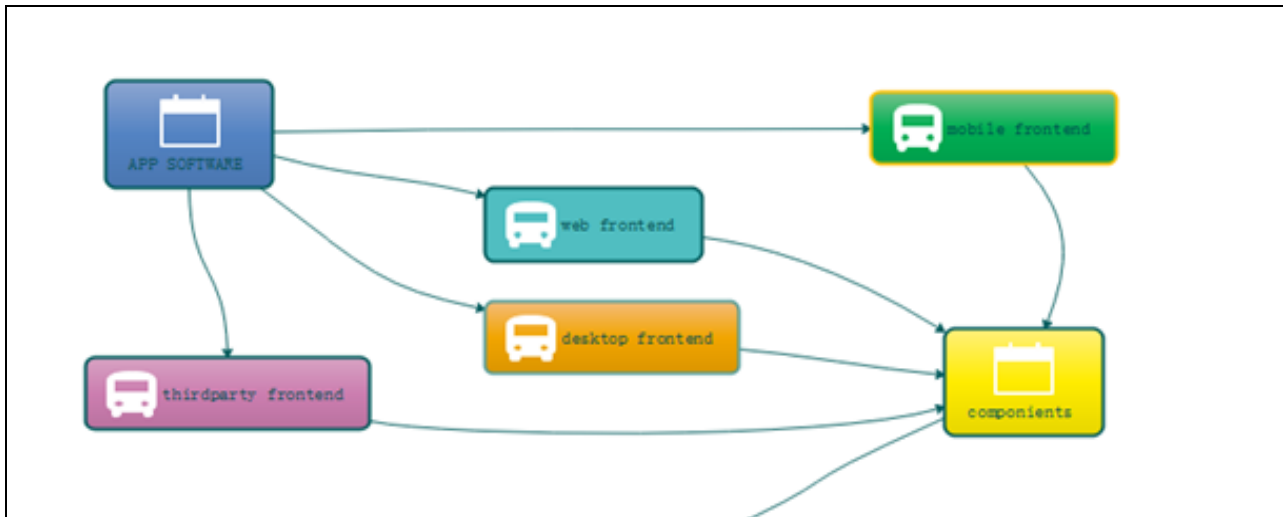 APP SOFTWARE
mobile frontend
web frontend
desktop frontend
thirdparty frontend
componients